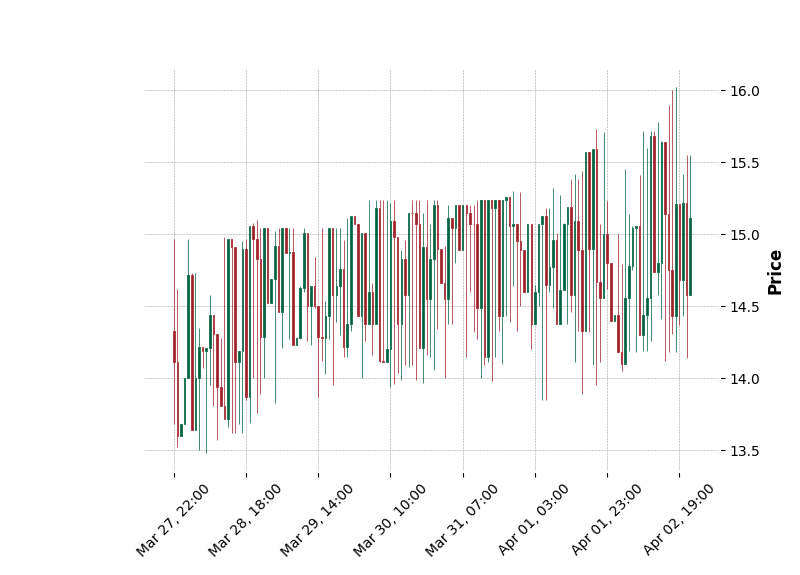 16.0
15.5
15.0
14.5
14.0
13.5
Price
Mar 27, 22:00
Mar 28, 18:00
Mar 29, 14:00
Mar 30, 10:00
Mar 31, 07:00
Apr 01, 03:00
Apr 01, 23:00
Apr 02, 19:00